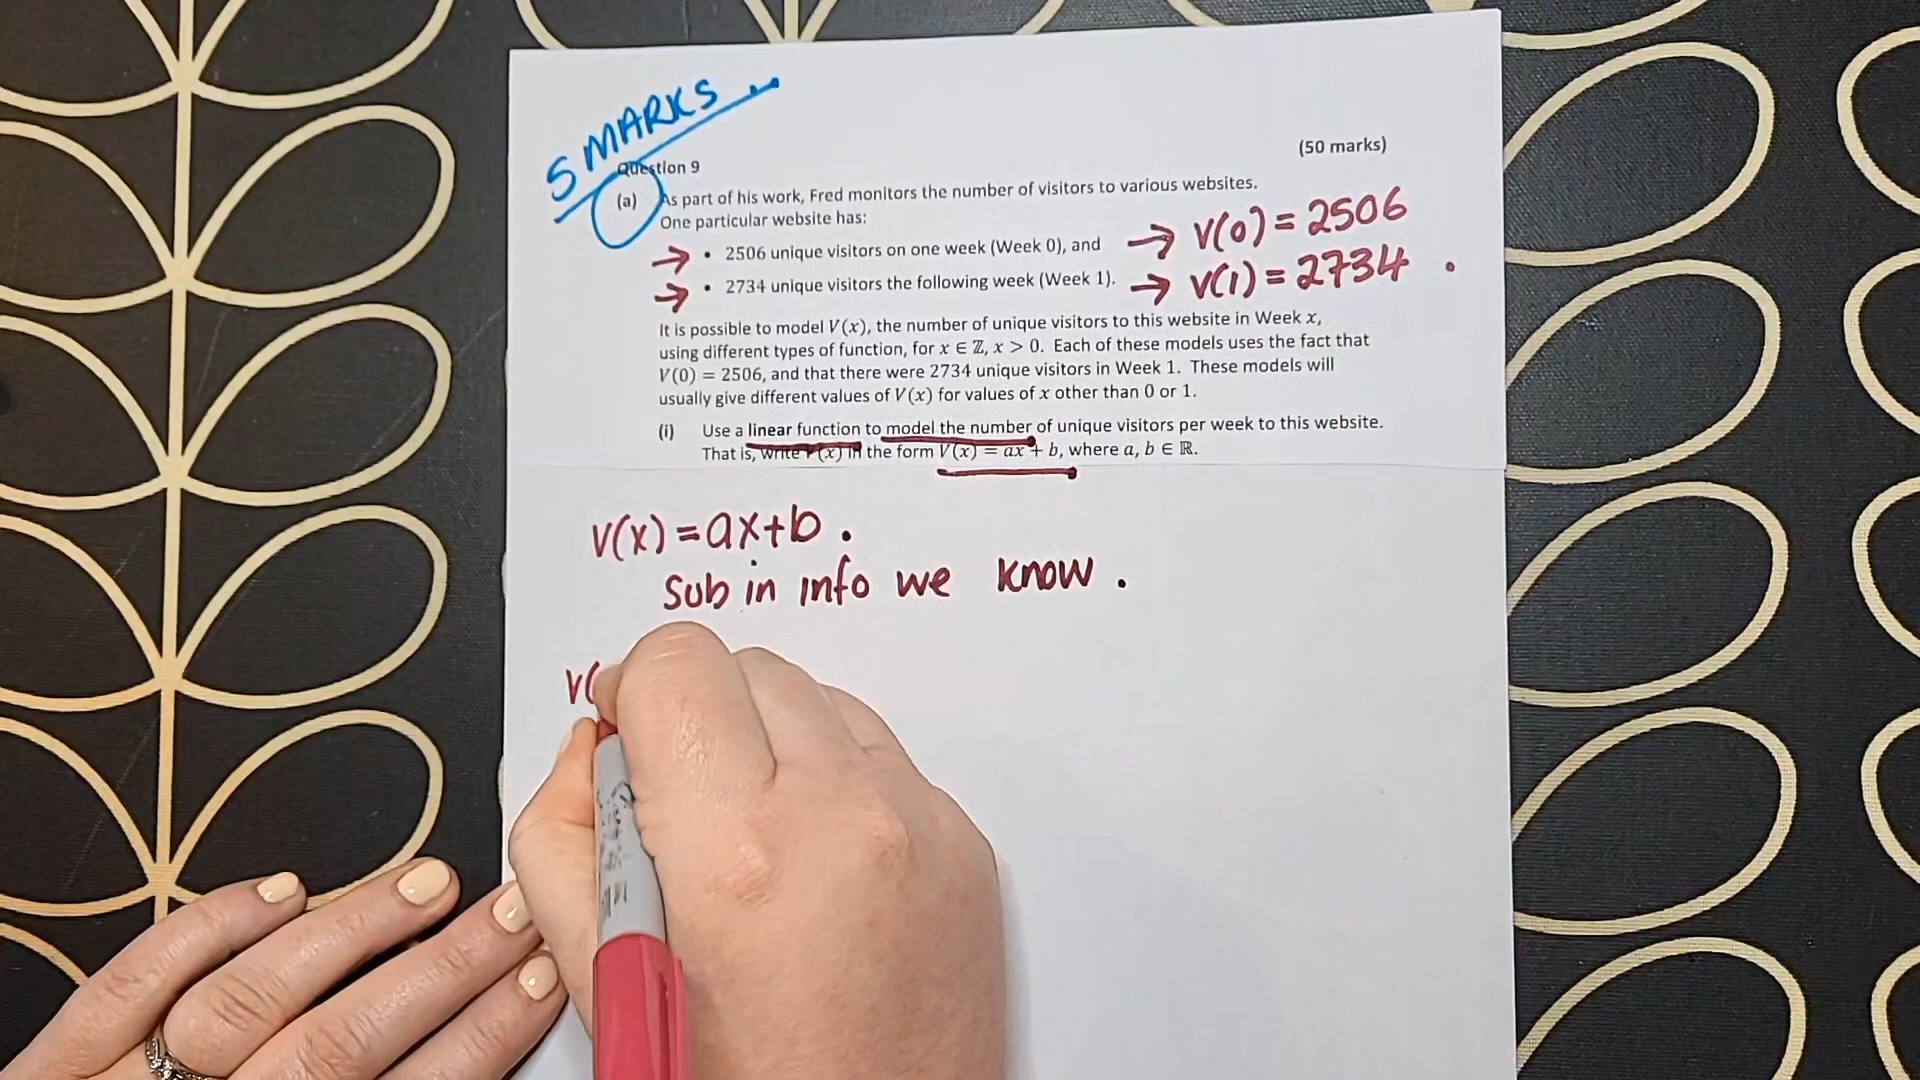 5 MARKS.
(50 marks)
Question 9
(a) As part of his work, Fred monitors the number of visitors to various websites.
One particular website has:
→ • 2506 unique visitors on one week (Week 0), and → V(0) = 2506
→ • 2734 unique visitors the following week (Week 1). → V(1) = 2734 .
It is possible to model V(x), the number of unique visitors to this website in Week x,
using different types of function, for x ∈ ℤ, x > 0. Each of these models uses the fact that
V(0) = 2506, and that there were 2734 unique visitors in Week 1. These models will
usually give different values of V(x) for values of x other than 0 or 1.
(i) Use a linear function to model the number of unique visitors per week to this website.
That is, write V(x) in the form V(x) = ax + b, where a, b ∈ ℝ.
V(x) = ax+b .
Sub in info we know .
V(